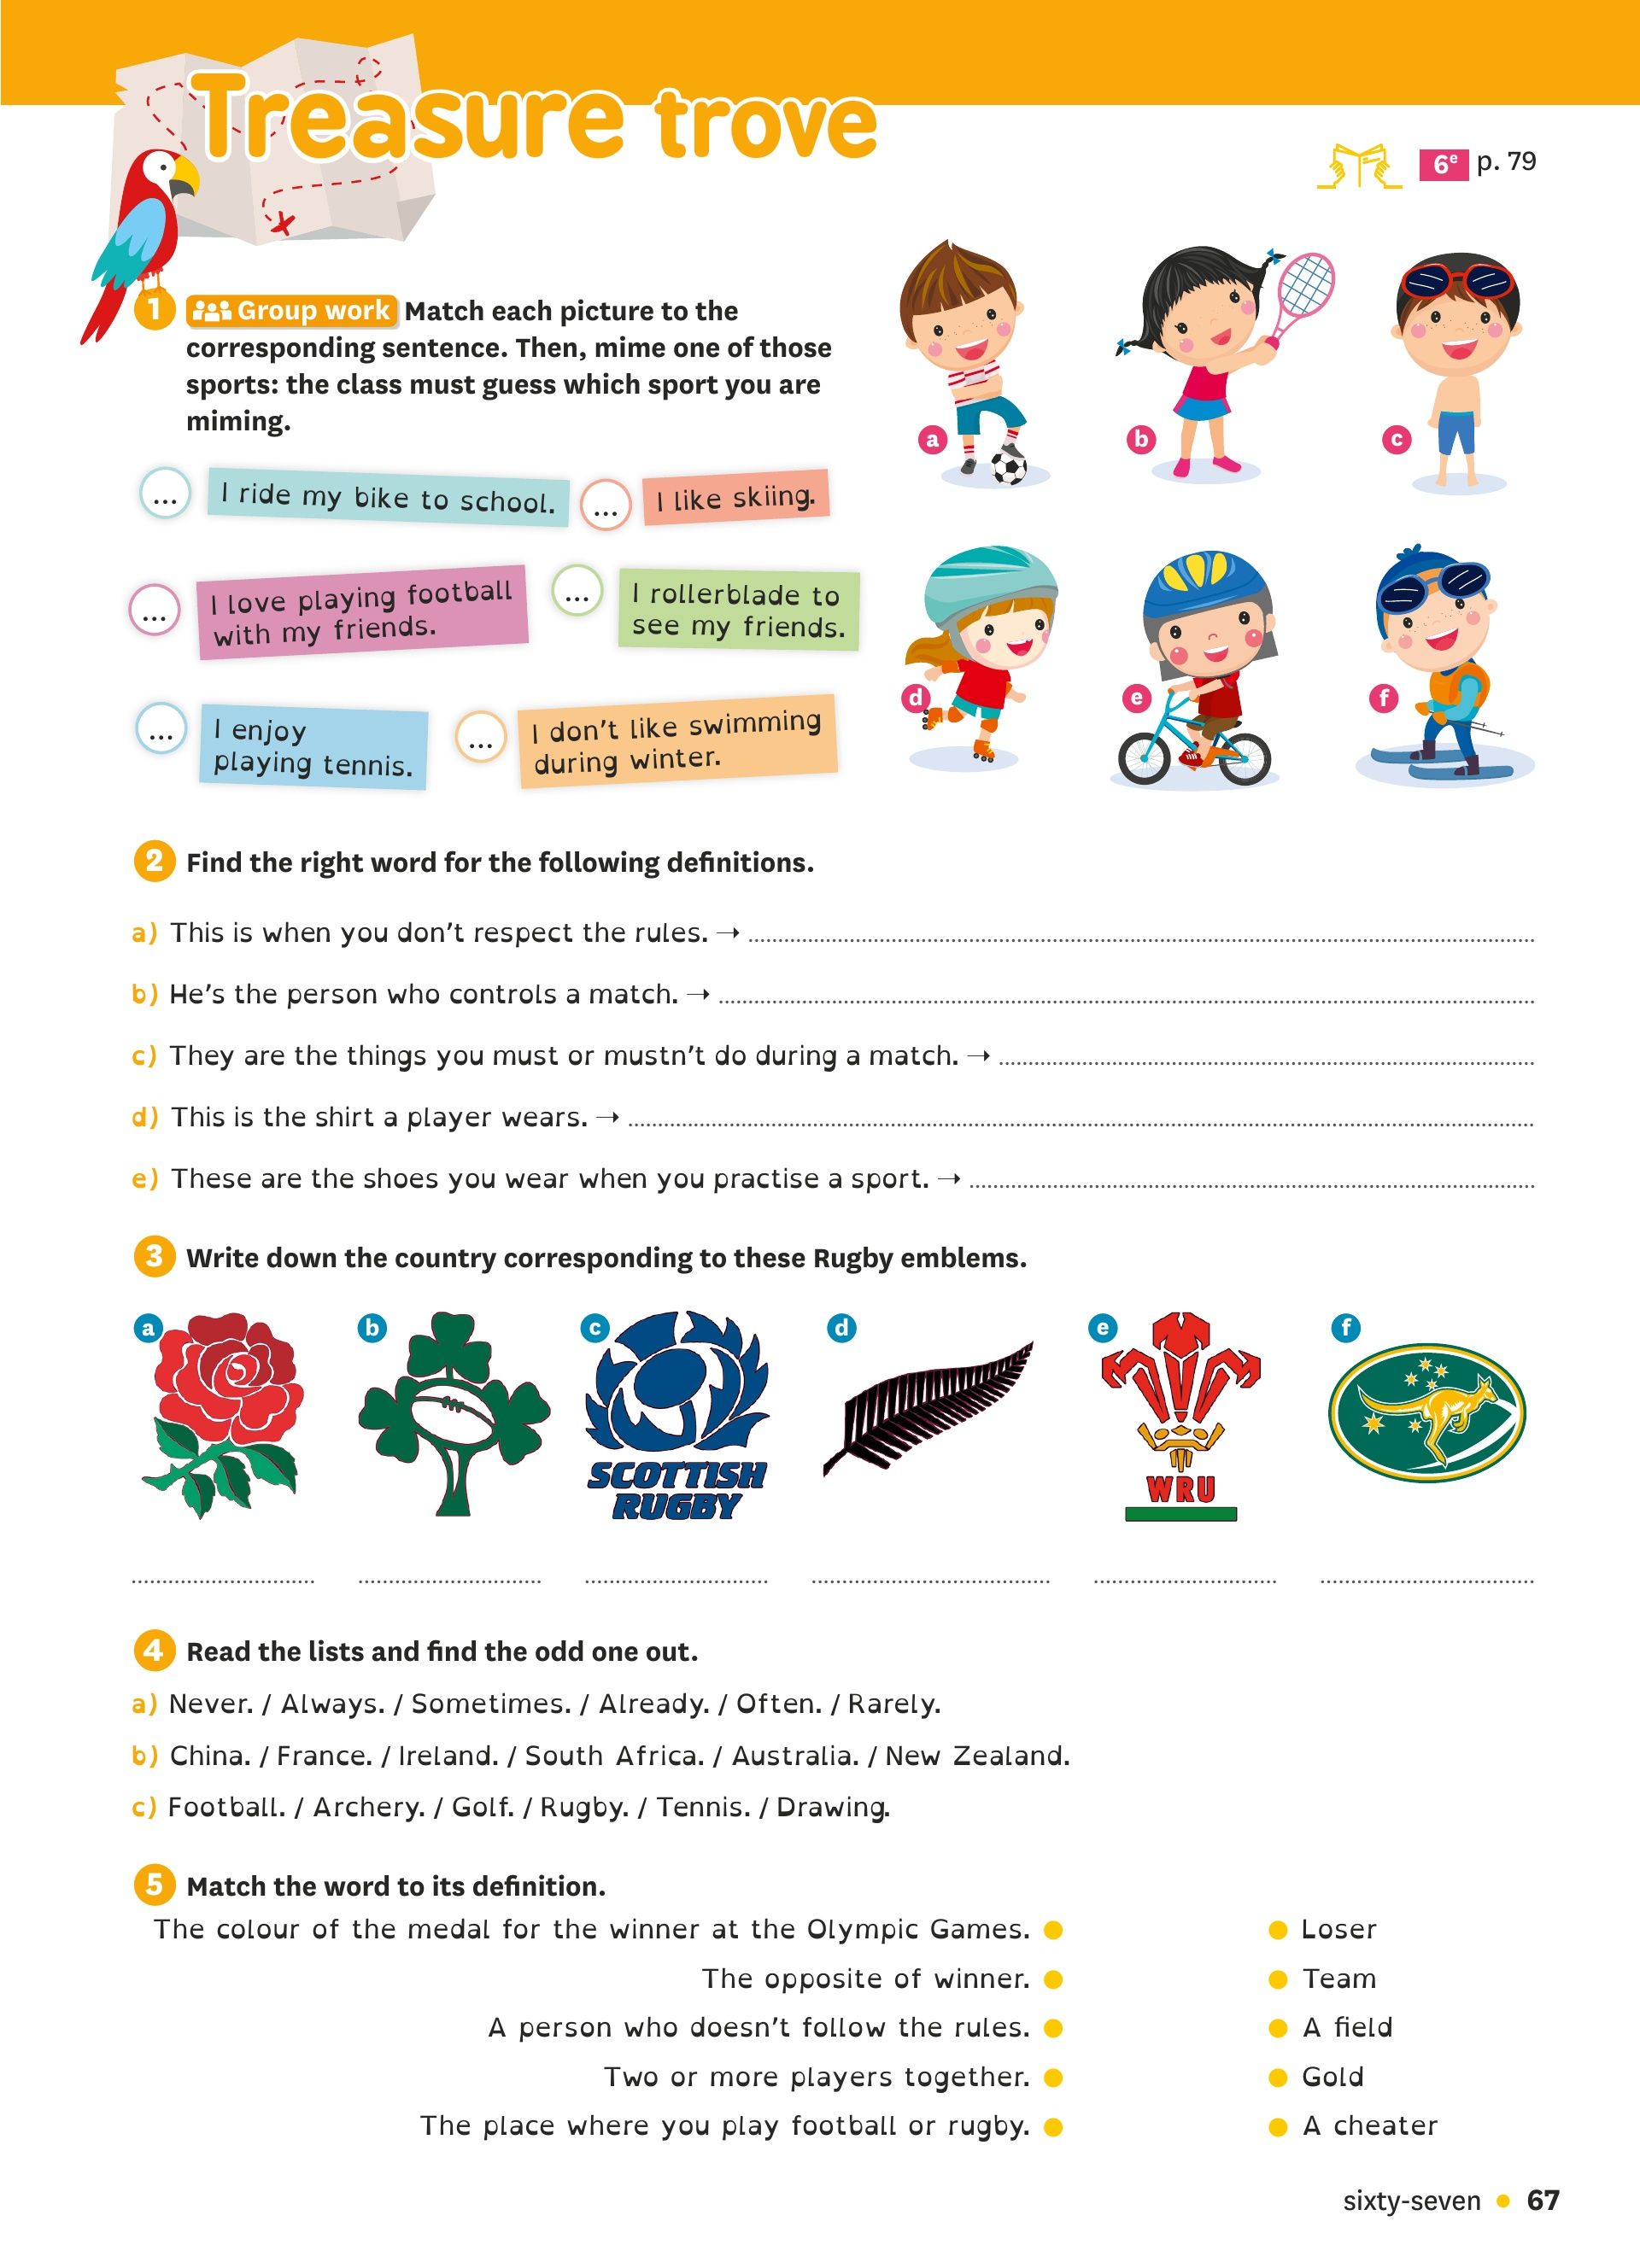 Treasure trove
6e p. 79
1 Group work Match each picture to the
corresponding sentence. Then, mime one of those
sports: the class must guess which sport you are
miming.
a
b
c
... I ride my bike to school.
... I like skiing.
... I love playing football
with my friends.
... I rollerblade to
see my friends.
... I enjoy
playing tennis.
... I don't like swimming
during winter.
d
e
f
2 Find the right word for the following definitions.
a) This is when you don't respect the rules. →
b) He's the person who controls a match. →
c) They are the things you must or mustn't do during a match. →
d) This is the shirt a player wears. →
e) These are the shoes you wear when you practise a sport. →
3 Write down the country corresponding to these Rugby emblems.
a
b
c
SCOTTISH
RUGBY
d
e
WRU
f
4 Read the lists and find the odd one out.
a) Never. / Always. / Sometimes. / Already. / Often. / Rarely.
b) China. / France. / Ireland. / South Africa. / Australia. / New Zealand.
c) Football. / Archery. / Golf. / Rugby. / Tennis. / Drawing.
5 Match the word to its definition.
The colour of the medal for the winner at the Olympic Games. ● ● Loser
The opposite of winner. ● ● Team
A person who doesn't follow the rules. ● ● A field
Two or more players together. ● ● Gold
The place where you play football or rugby. ● ● A cheater
sixty-seven ● 67